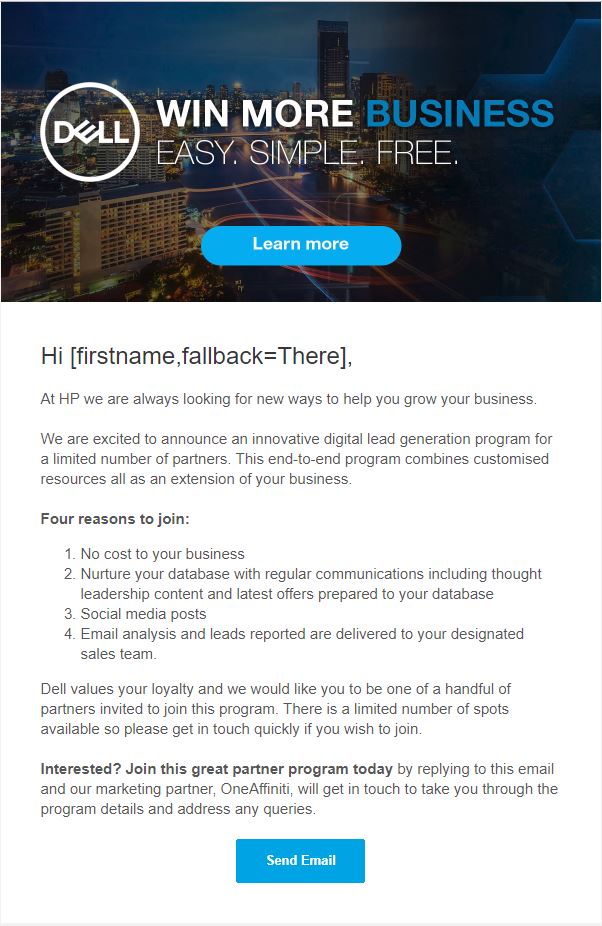 DELL
WIN MORE BUSINESS
EASY. SIMPLE. FREE.
Learn more
Hi [firstname,fallback=There],
At HP we are always looking for new ways to help you grow your business.
We are excited to announce an innovative digital lead generation program for
a limited number of partners. This end-to-end program combines customised
resources all as an extension of your business.
Four reasons to join:
1. No cost to your business
2. Nurture your database with regular communications including thought
leadership content and latest offers prepared to your database
3. Social media posts
4. Email analysis and leads reported are delivered to your designated
sales team.
Dell values your loyalty and we would like you to be one of a handful of
partners invited to join this program. There is a limited number of spots
available so please get in touch quickly if you wish to join.
Interested? Join this great partner program today by replying to this email
and our marketing partner, OneAffiniti, will get in touch to take you through the
program details and address any queries.
Send Email